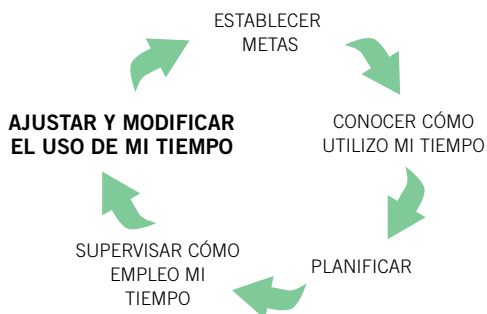 ESTABLECER
METAS
CONOCER CÓMO
UTILIZO MI TIEMPO
PLANIFICAR
SUPERVISAR CÓMO
EMPLEO MI
TIEMPO
AJUSTAR Y MODIFICAR
EL USO DE MI TIEMPO